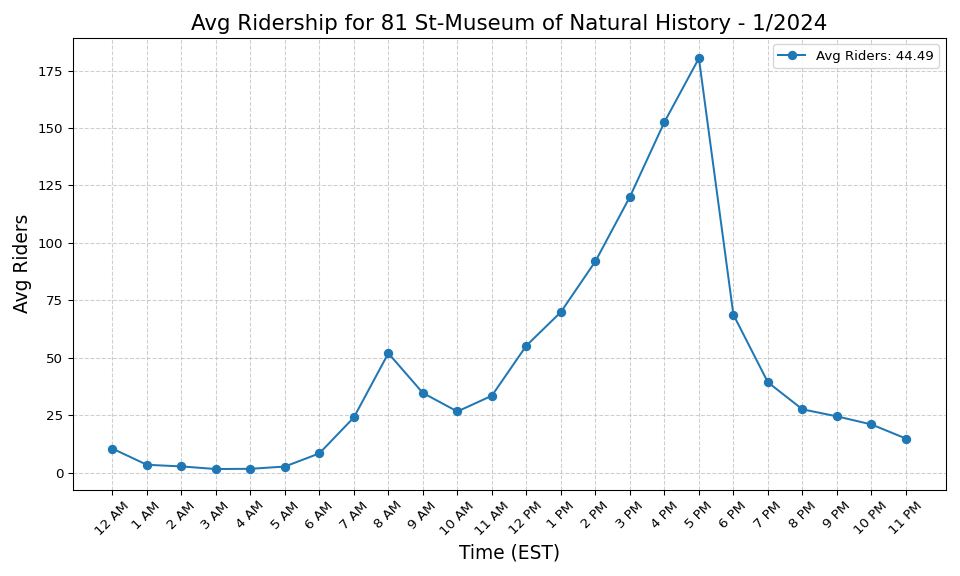 Avg Ridership for 81 St-Museum of Natural History - 1/2024
Avg Riders: 44.49
175
150
125
100
75
50
25
0
Avg Riders
12 AM
1 AM
2 AM
3 AM
4 AM
5 AM
6 AM
7 AM
8 AM
9 AM
10 AM
11 AM
12 PM
1 PM
2 PM
3 PM
4 PM
5 PM
6 PM
7 PM
8 PM
9 PM
10 PM
11 PM
Time (EST)